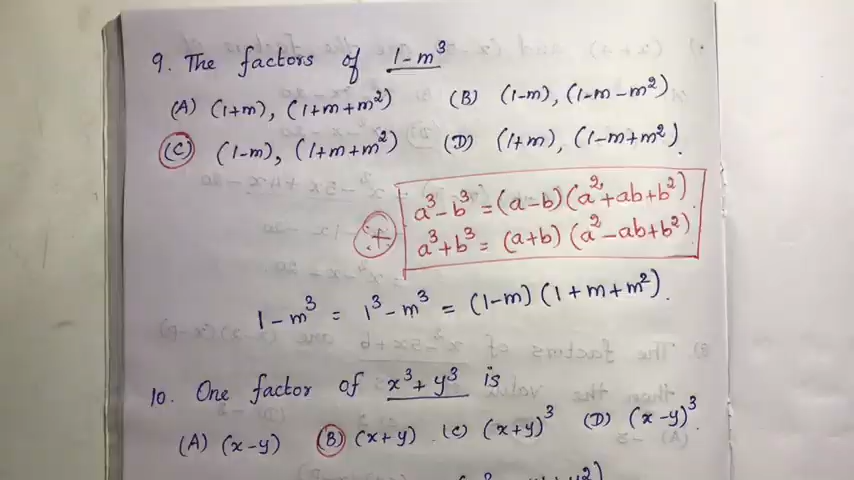 9. The factors of 1-m³
(A) (1+m), (1+m+m²) (B) (1-m), (1-m-m²)
(C) (1-m), (1+m+m²) (D) (1+m), (1-m+m²).
a³-b³ = (a-b) (a²+ab+b²)
a³+b³ = (a+b) (a²-ab+b²)
1-m³ = 1³-m³ = (1-m) (1+m+m²).
10. One factor of x³+y³ is
(A) (x-y) (B) (x+y) (C) (x+y)³ (D) (x-y)³.